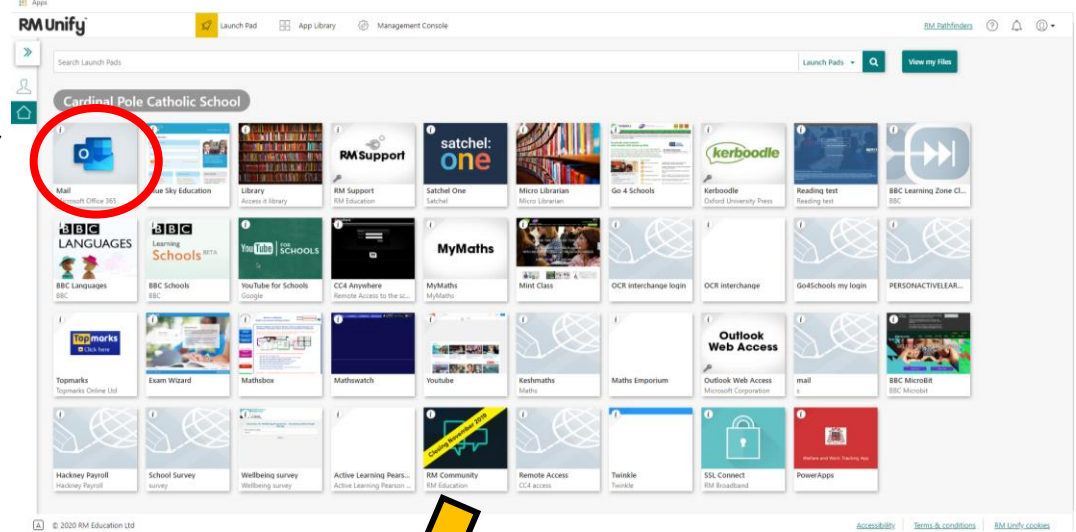 Apps
RM Unify
Launch Pad
App Library
Management Console
RM Pathfinders
Search Launch Pads
Launch Pads
View my Files
Cardinal Pole Catholic School
satchel:
one
RM Support
kerboodle
Mail
Microsoft Office 365
Blue Sky Education
Library
Access it library
RM Support
RM Education
Satchel One
Satchel
Micro Librarian
Micro Librarian
Go 4 Schools
Kerboodle
Oxford University Press
Reading test
Reading test
BBC Learning Zone Cl...
BBC
BBC
LANGUAGES
BBC
Learning
Schools BETA
You Tube FOR SCHOOLS
MyMaths
BBC Languages
BBC
BBC Schools
BBC
YouTube for Schools
Google
CC4 Anywhere
Remote Access to the sc...
MyMaths
MyMaths
Mint Class
OCR interchange login
OCR interchange
Go4Schools my login
PERSONACTIVELEAR...
Topmarks
Click here
Outlook
Web Access
Topmarks
Topmarks Online Ltd
Exam Wizard
Mathsbox
Mathswatch
Youtube
Keshmaths
Maths
Maths Emporium
Outlook Web Access
Microsoft Corporation
mail
s
BBC MicroBit
BBC Microbit
Closing November 2019
Welfare and Work Tracking App
Hackney Payroll
Hackney Payroll
School Survey
survey
Wellbeing survey
Wellbeing survey
Active Learning Pears...
Active Learning Pearson ...
RM Community
RM Education
Remote Access
CC4 access
Twinkle
Twinkle
SSL Connect
RM Broadband
PowerApps
A
© 2020 RM Education Ltd
Accessibility
Terms & conditions
RM Unify cookies